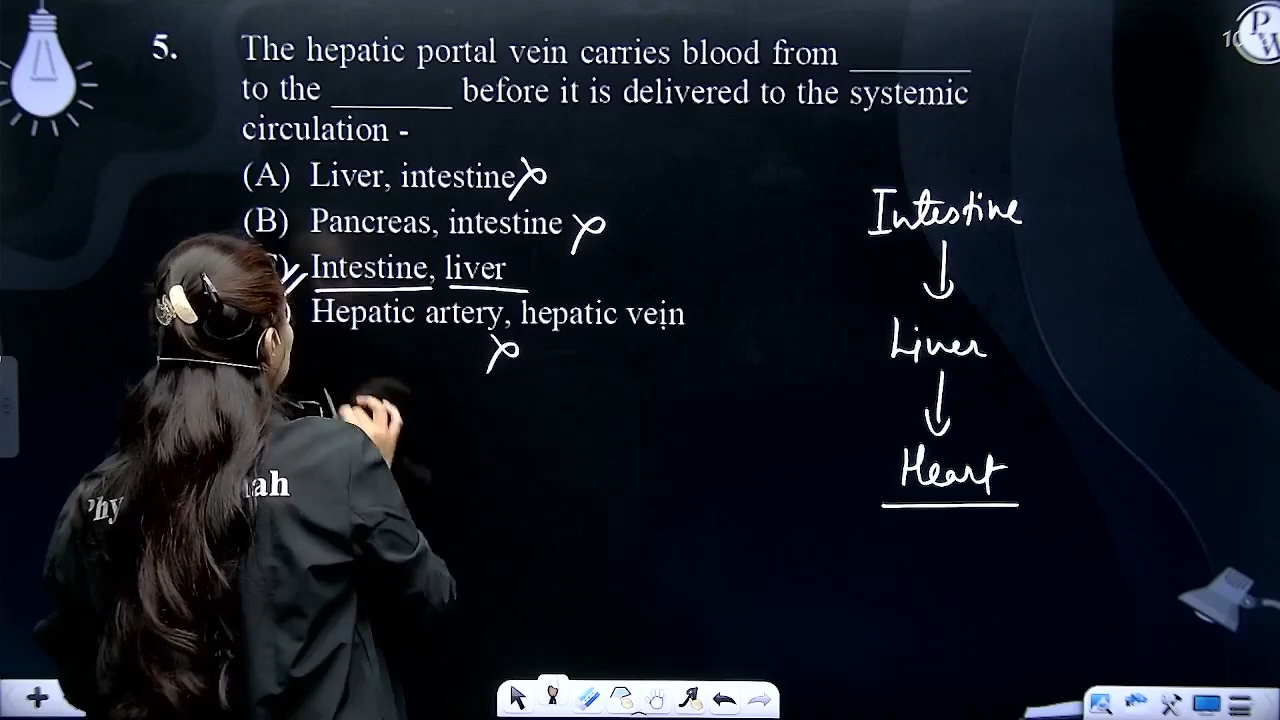 5. The hepatic portal vein carries blood from ________
to the ________ before it is delivered to the systemic
circulation -
(A) Liver, intestine
(B) Pancreas, intestine
Intestine, liver
Hepatic artery, hepatic vein
Intestine
Liver
Heart
PW